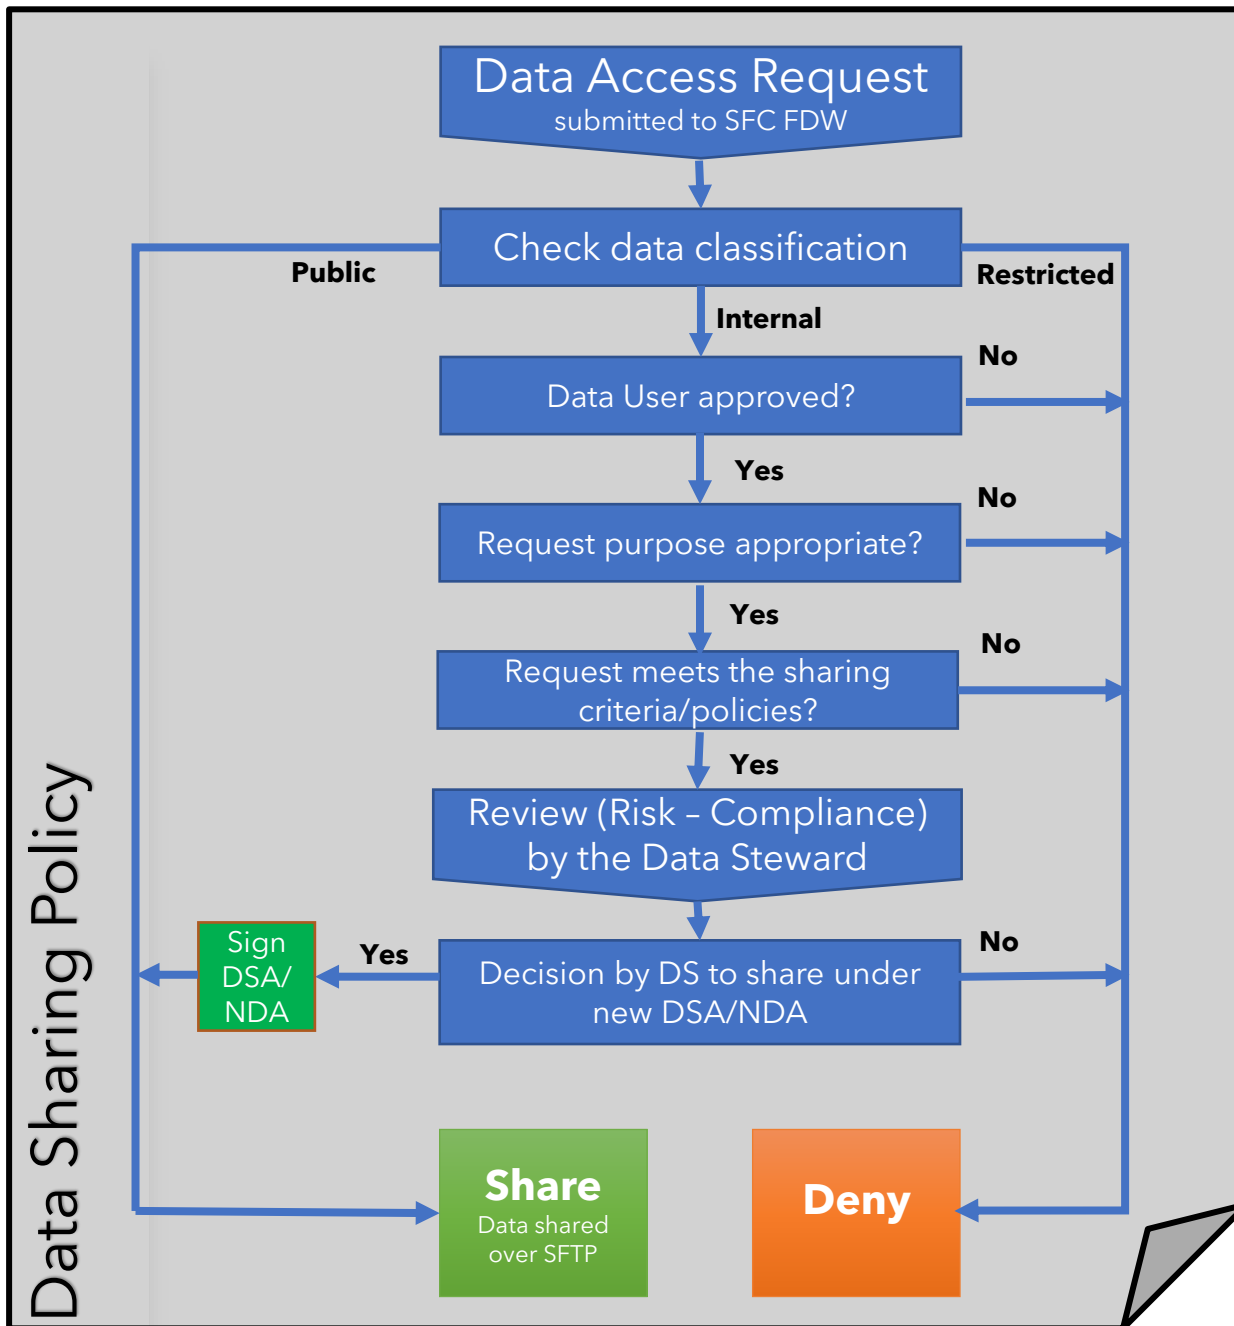 Data Access Request
submitted to SFC FDW
Check data classification
Public
Restricted
Internal
No
Data User approved?
Yes
No
Request purpose appropriate?
Yes
No
Request meets the sharing
criteria/policies?
Yes
Review (Risk – Compliance)
by the Data Steward
Sign
DSA/
NDA
Yes
Decision by DS to share under
new DSA/NDA
No
Share
Data shared
over SFTP
Deny
Data Sharing Policy